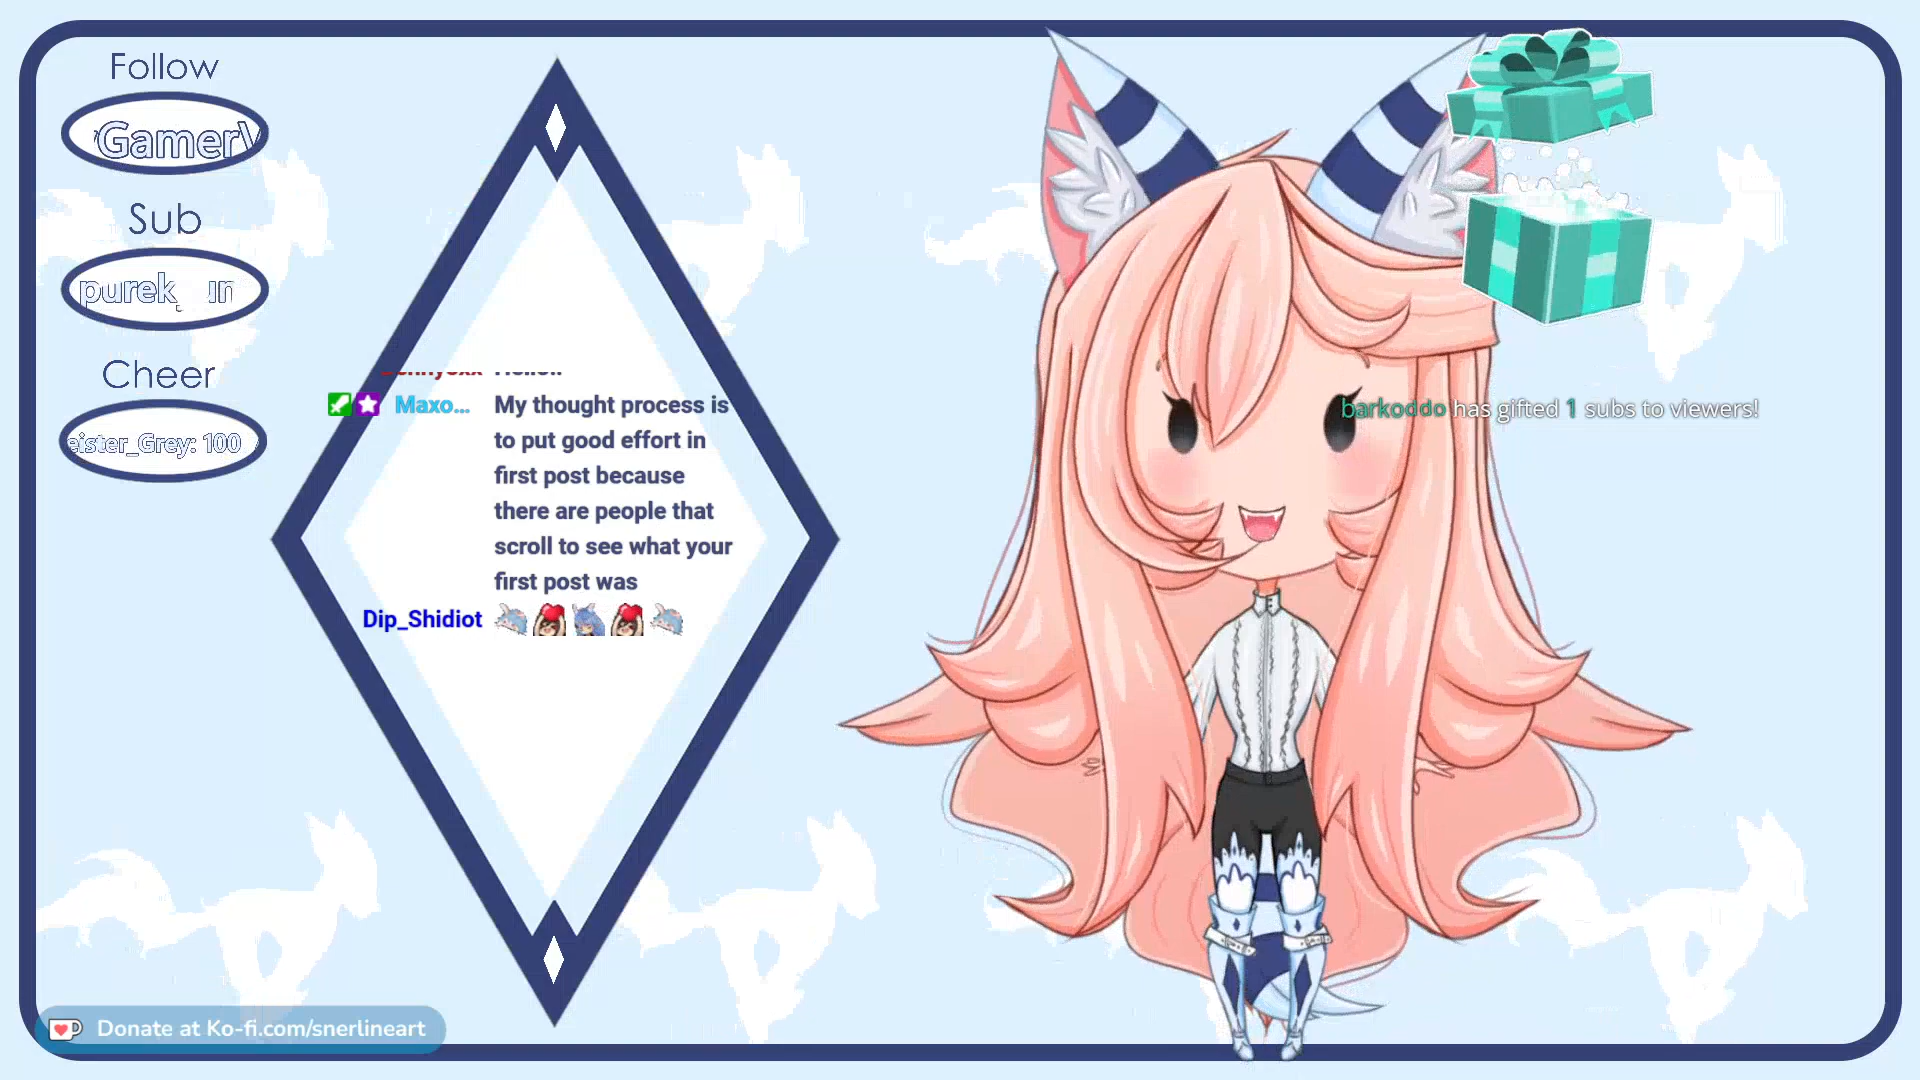 Follow
GamerV
Sub
purek
Cheer
eister_Grey: 100
Maxo... My thought process is
to put good effort in
first post because
there are people that
scroll to see what your
first post was
Dip_Shidiot
barkoddo has gifted 1 subs to viewers!
Donate at Ko-fi.com/snerlineart